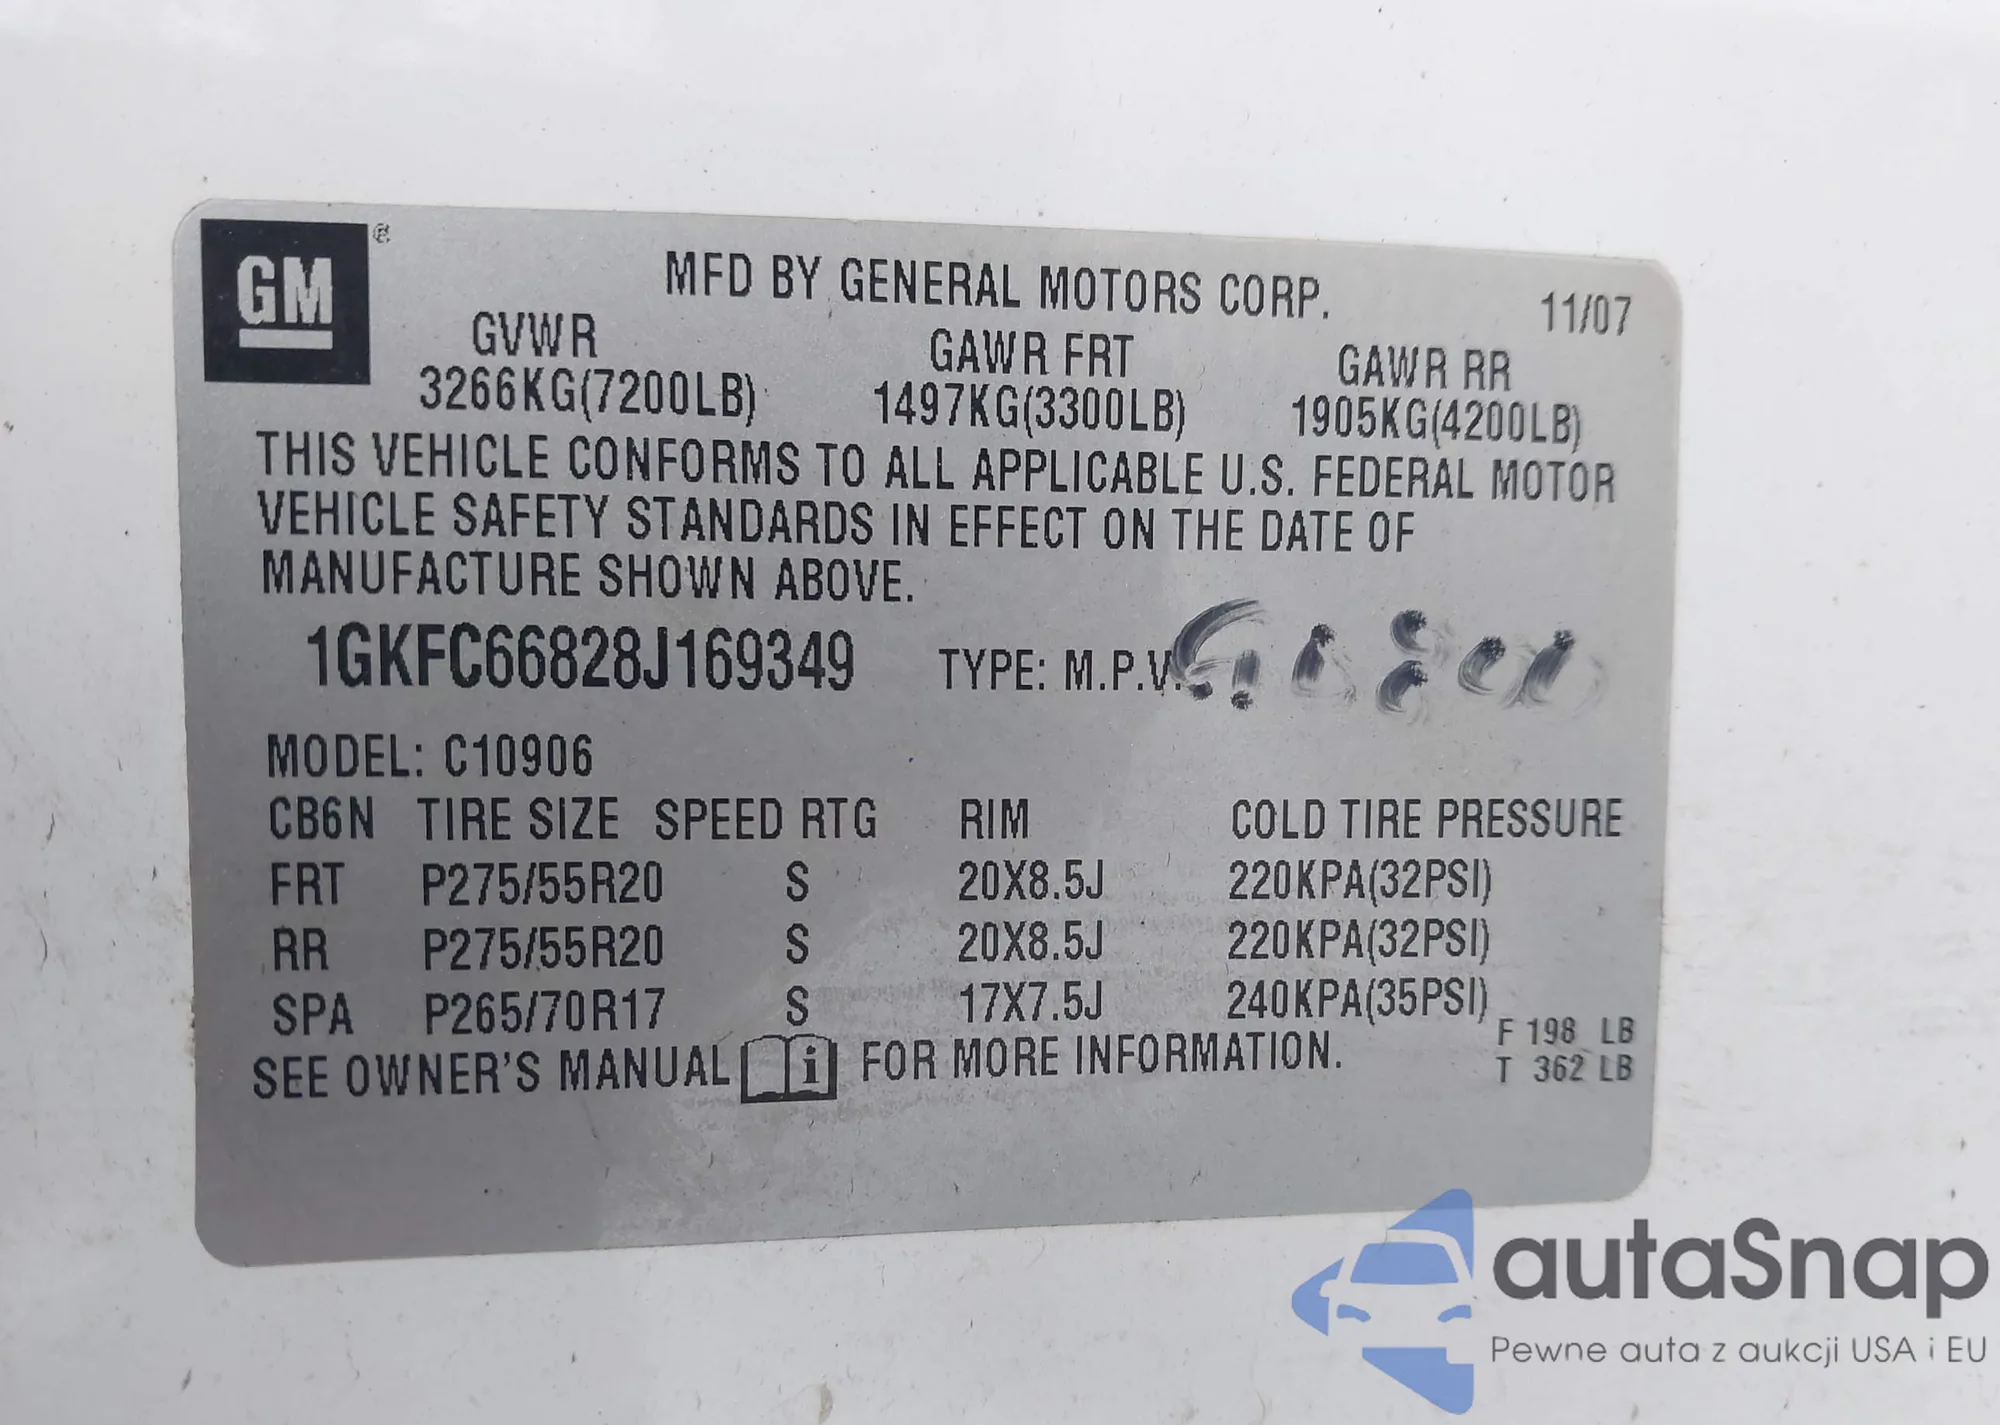 GM ®
MFD BY GENERAL MOTORS CORP.
11/07
GVWR GAWR FRT GAWR RR
3266KG(7200LB) 1497KG(3300LB) 1905KG(4200LB)
THIS VEHICLE CONFORMS TO ALL APPLICABLE U.S. FEDERAL MOTOR
VEHICLE SAFETY STANDARDS IN EFFECT ON THE DATE OF
MANUFACTURE SHOWN ABOVE.
1GKFC66828J169349 TYPE: M.P.V.
MODEL: C10906
CB6N TIRE SIZE SPEED RTG RIM COLD TIRE PRESSURE
FRT P275/55R20 S 20X8.5J 220KPA(32PSI)
RR P275/55R20 S 20X8.5J 220KPA(32PSI)
SPA P265/70R17 S 17X7.5J 240KPA(35PSI)
F 198 LB
SEE OWNER'S MANUAL i FOR MORE INFORMATION.
T 362 LB
autaSnap
Pewne auta z aukcji USA i EU